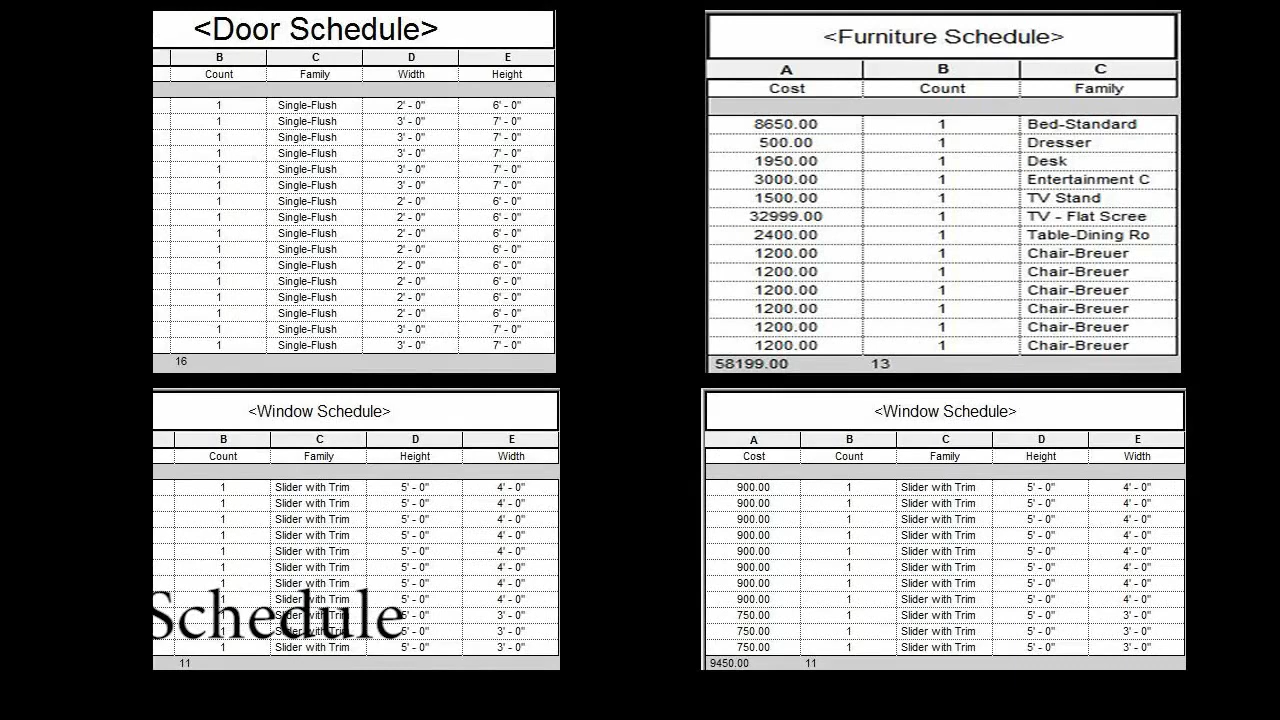 <Door Schedule>
B C D E
Count Family Width Height
1 Single-Flush 2' - 0" 6' - 0"
1 Single-Flush 3' - 0" 7' - 0"
1 Single-Flush 3' - 0" 7' - 0"
1 Single-Flush 3' - 0" 7' - 0"
1 Single-Flush 3' - 0" 7' - 0"
1 Single-Flush 3' - 0" 7' - 0"
1 Single-Flush 2' - 0" 6' - 0"
1 Single-Flush 2' - 0" 6' - 0"
1 Single-Flush 2' - 0" 6' - 0"
1 Single-Flush 2' - 0" 6' - 0"
1 Single-Flush 2' - 0" 6' - 0"
1 Single-Flush 2' - 0" 6' - 0"
1 Single-Flush 2' - 0" 6' - 0"
1 Single-Flush 2' - 0" 6' - 0"
1 Single-Flush 3' - 0" 7' - 0"
1 Single-Flush 3' - 0" 7' - 0"
16
<Furniture Schedule>
A B C
Cost Count Family
8650.00 1 Bed-Standard
500.00 1 Dresser
1950.00 1 Desk
3000.00 1 Entertainment C
1500.00 1 TV Stand
32999.00 1 TV - Flat Scree
2400.00 1 Table-Dining Ro
1200.00 1 Chair-Breuer
1200.00 1 Chair-Breuer
1200.00 1 Chair-Breuer
1200.00 1 Chair-Breuer
1200.00 1 Chair-Breuer
1200.00 1 Chair-Breuer
58199.00 13
<Window Schedule>
B C D E
Count Family Height Width
1 Slider with Trim 5' - 0" 4' - 0"
1 Slider with Trim 5' - 0" 4' - 0"
1 Slider with Trim 5' - 0" 4' - 0"
1 Slider with Trim 5' - 0" 4' - 0"
1 Slider with Trim 5' - 0" 4' - 0"
1 Slider with Trim 5' - 0" 4' - 0"
1 Slider with Trim 5' - 0" 4' - 0"
1 Slider with Trim 5' - 0" 4' - 0"
1 Slider with Trim 5' - 0" 3' - 0"
1 Slider with Trim 5' - 0" 3' - 0"
1 Slider with Trim 5' - 0" 3' - 0"
11
Schedule
<Window Schedule>
A B C D E
Cost Count Family Height Width
900.00 1 Slider with Trim 5' - 0" 4' - 0"
900.00 1 Slider with Trim 5' - 0" 4' - 0"
900.00 1 Slider with Trim 5' - 0" 4' - 0"
900.00 1 Slider with Trim 5' - 0" 4' - 0"
900.00 1 Slider with Trim 5' - 0" 4' - 0"
900.00 1 Slider with Trim 5' - 0" 4' - 0"
900.00 1 Slider with Trim 5' - 0" 4' - 0"
900.00 1 Slider with Trim 5' - 0" 4' - 0"
750.00 1 Slider with Trim 5' - 0" 3' - 0"
750.00 1 Slider with Trim 5' - 0" 3' - 0"
750.00 1 Slider with Trim 5' - 0" 3' - 0"
9450.00 11